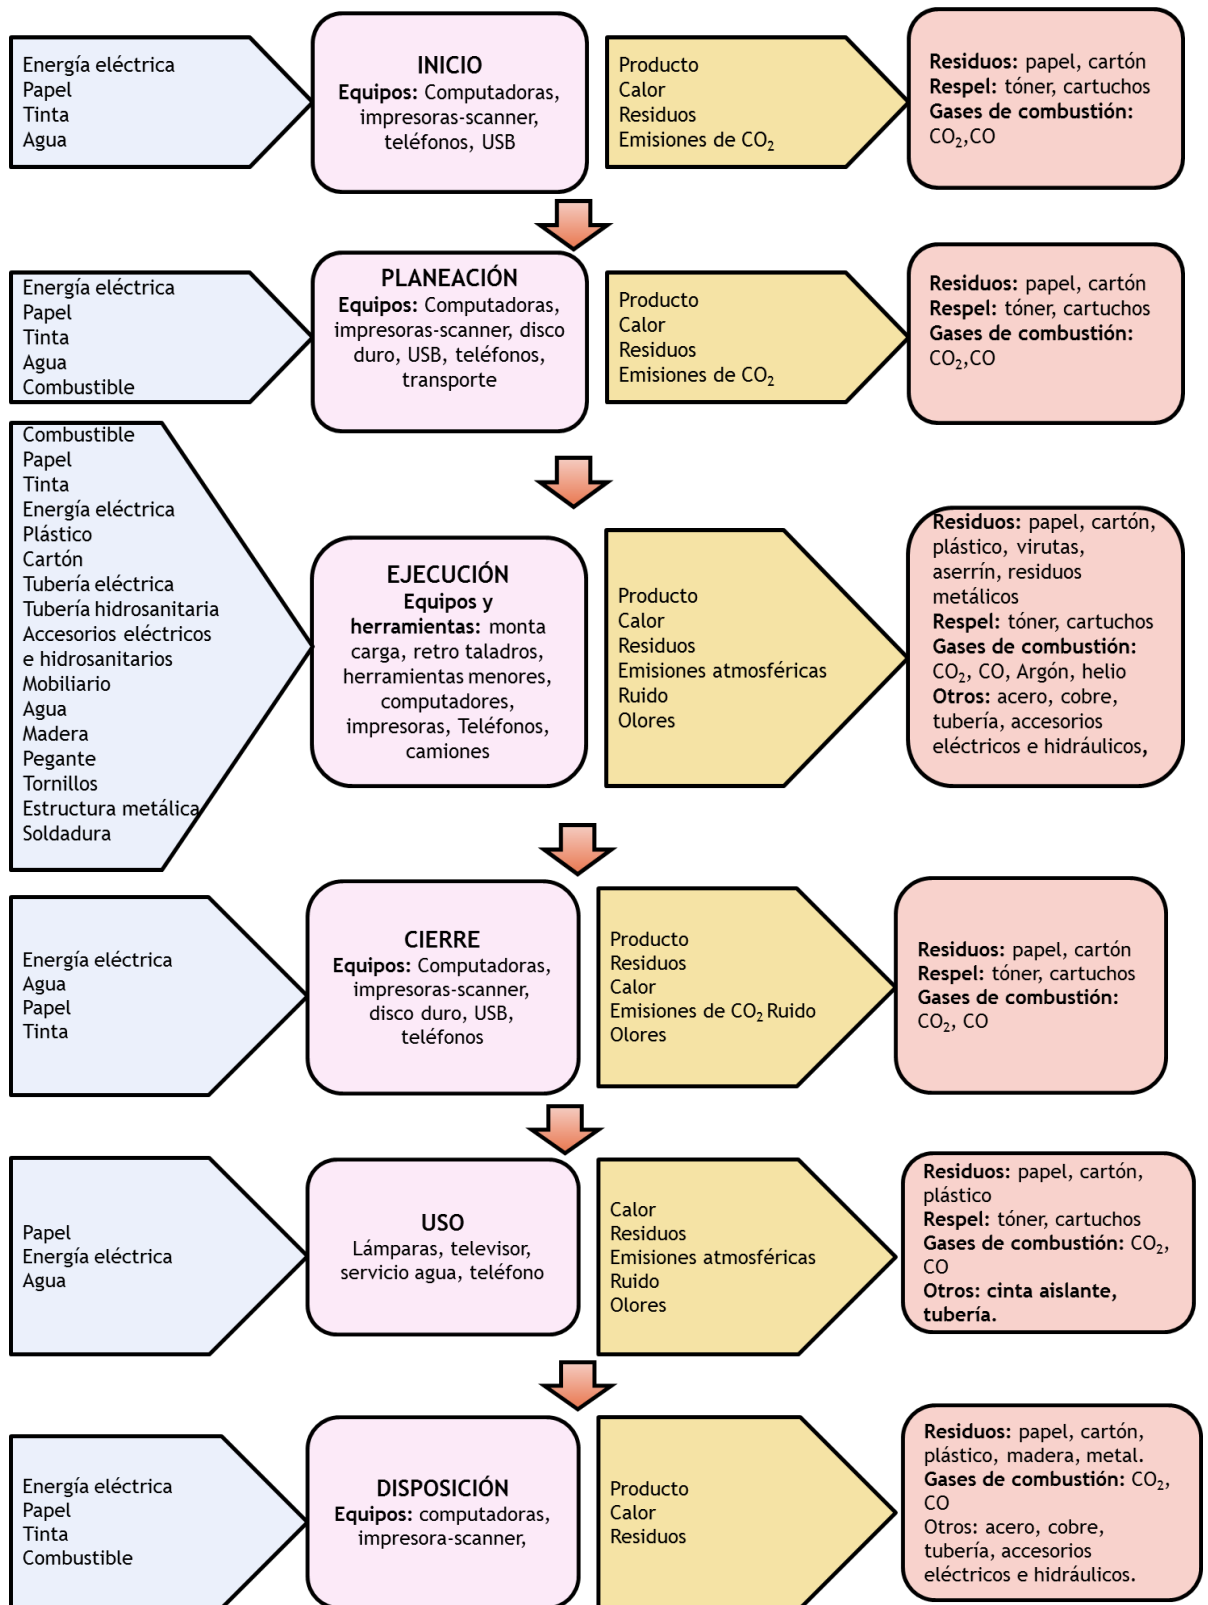 Energía eléctrica
Papel
Tinta
Agua
INICIO
Equipos: Computadoras,
impresoras-scanner,
teléfonos, USB
Producto
Calor
Residuos
Emisiones de CO₂
Residuos: papel, cartón
Respel: tóner, cartuchos
Gases de combustión:
CO₂,CO
Energía eléctrica
Papel
Tinta
Agua
Combustible
PLANEACIÓN
Equipos: Computadoras,
impresoras-scanner, disco
duro, USB, teléfonos,
transporte
Producto
Calor
Residuos
Emisiones de CO₂
Residuos: papel, cartón
Respel: tóner, cartuchos
Gases de combustión:
CO₂,CO
Combustible
Papel
Tinta
Energía eléctrica
Plástico
Cartón
Tubería eléctrica
Tubería hidrosanitaria
Accesorios eléctricos
e hidrosanitarios
Mobiliario
Agua
Madera
Pegante
Tornillos
Estructura metálica
Soldadura
EJECUCIÓN
Equipos y
herramientas: monta
carga, retro taladros,
herramientas menores,
computadores,
impresoras, Teléfonos,
camiones
Producto
Calor
Residuos
Emisiones atmosféricas
Ruido
Olores
Residuos: papel, cartón,
plástico, virutas,
aserrín, residuos
metálicos
Respel: tóner, cartuchos
Gases de combustión:
CO₂, CO, Argón, helio
Otros: acero, cobre,
tubería, accesorios
eléctricos e hidráulicos,
Energía eléctrica
Agua
Papel
Tinta
CIERRE
Equipos: Computadoras,
impresoras-scanner,
disco duro, USB,
teléfonos
Producto
Residuos
Calor
Emisiones de CO₂ Ruido
Olores
Residuos: papel, cartón
Respel: tóner, cartuchos
Gases de combustión:
CO₂, CO
Papel
Energía eléctrica
Agua
USO
Lámparas, televisor,
servicio agua, teléfono
Calor
Residuos
Emisiones atmosféricas
Ruido
Olores
Residuos: papel, cartón,
plástico
Respel: tóner, cartuchos
Gases de combustión: CO₂,
CO
Otros: cinta aislante,
tubería.
Energía eléctrica
Papel
Tinta
Combustible
DISPOSICIÓN
Equipos: computadoras,
impresora-scanner,
Producto
Calor
Residuos
Residuos: papel, cartón,
plástico, madera, metal.
Gases de combustión: CO₂,
CO
Otros: acero, cobre,
tubería, accesorios
eléctricos e hidráulicos.